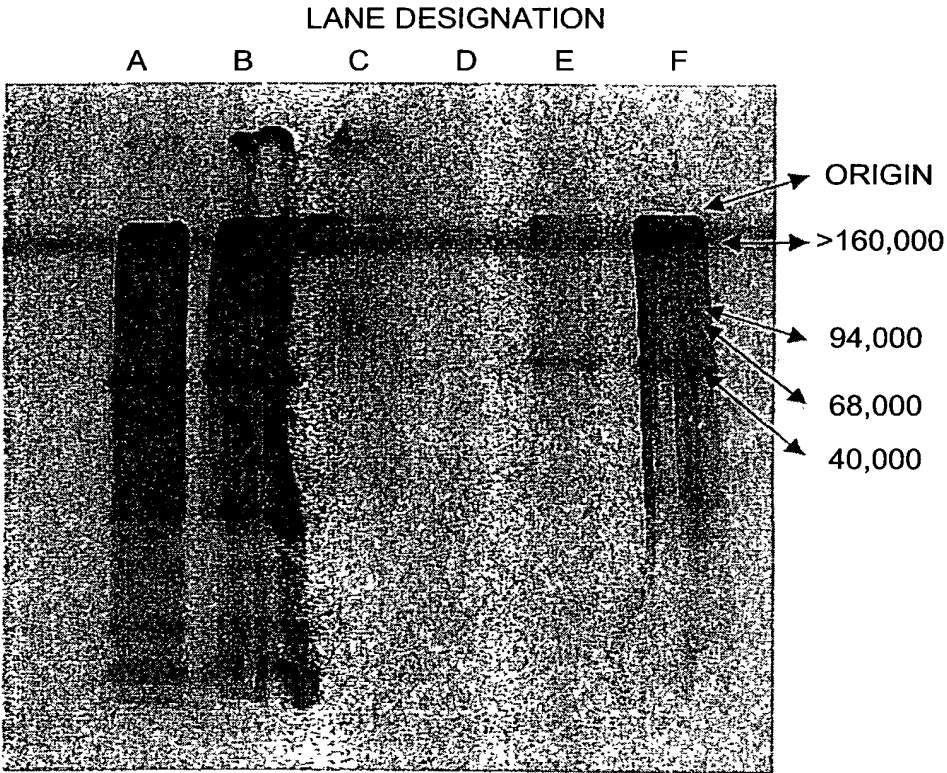 LANE DESIGNATION
A B C D E F
ORIGIN
>160,000
94,000
68,000
40,000